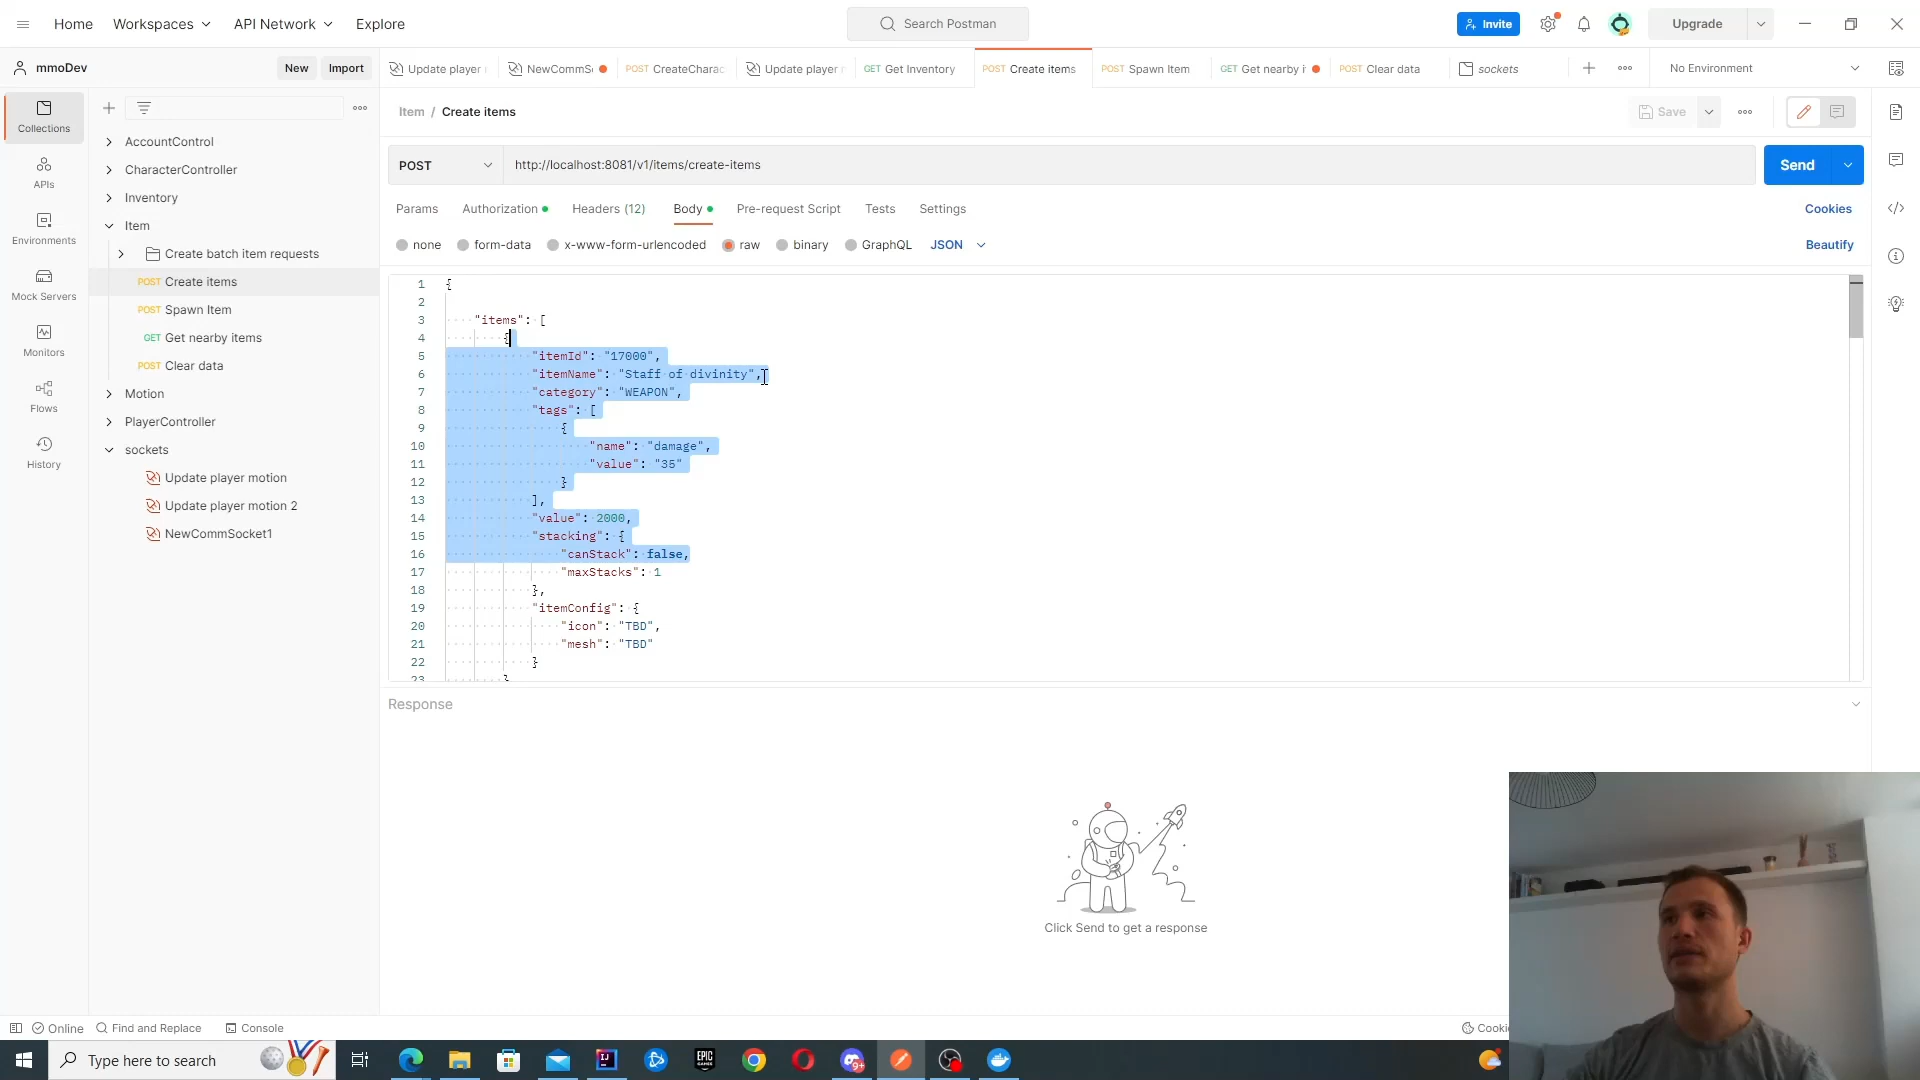 Home Workspaces API Network Explore
Search Postman
Invite Upgrade
mmoDev New Import
Update player NewCommS POST CreateCharac Update player GET Get Inventory POST Create items POST Spawn Item GET Get nearby i POST Clear data sockets No Environment
Collections
APIs
Environments
Mock Servers
Monitors
Flows
History
AccountControl
CharacterController
Inventory
Item
Create batch item requests
POST Create items
POST Spawn Item
GET Get nearby items
POST Clear data
Motion
PlayerController
sockets
Update player motion
Update player motion 2
NewCommSocket1
Item / Create items
Save
POST http://localhost:8081/v1/items/create-items Send
Params Authorization Headers (12) Body Pre-request Script Tests Settings Cookies
none form-data x-www-form-urlencoded raw binary GraphQL JSON Beautify
1 {
2
3 "items": [
4 {
5 "itemId": "17000",
6 "itemName": "Staff of divinity",
7 "category": "WEAPON",
8 "tags": [
9 {
10 "name": "damage",
11 "value": "35"
12 }
13 ],
14 "value": 2000,
15 "stacking": {
16 "canStack": false,
17 "maxStacks": 1
18 },
19 "itemConfig": {
20 "icon": "TBD",
21 "mesh": "TBD"
22 }
23 }
Response
Click Send to get a response
Online Find and Replace Console Cooki
Type here to search
IJ
EPIC GAMES
9+